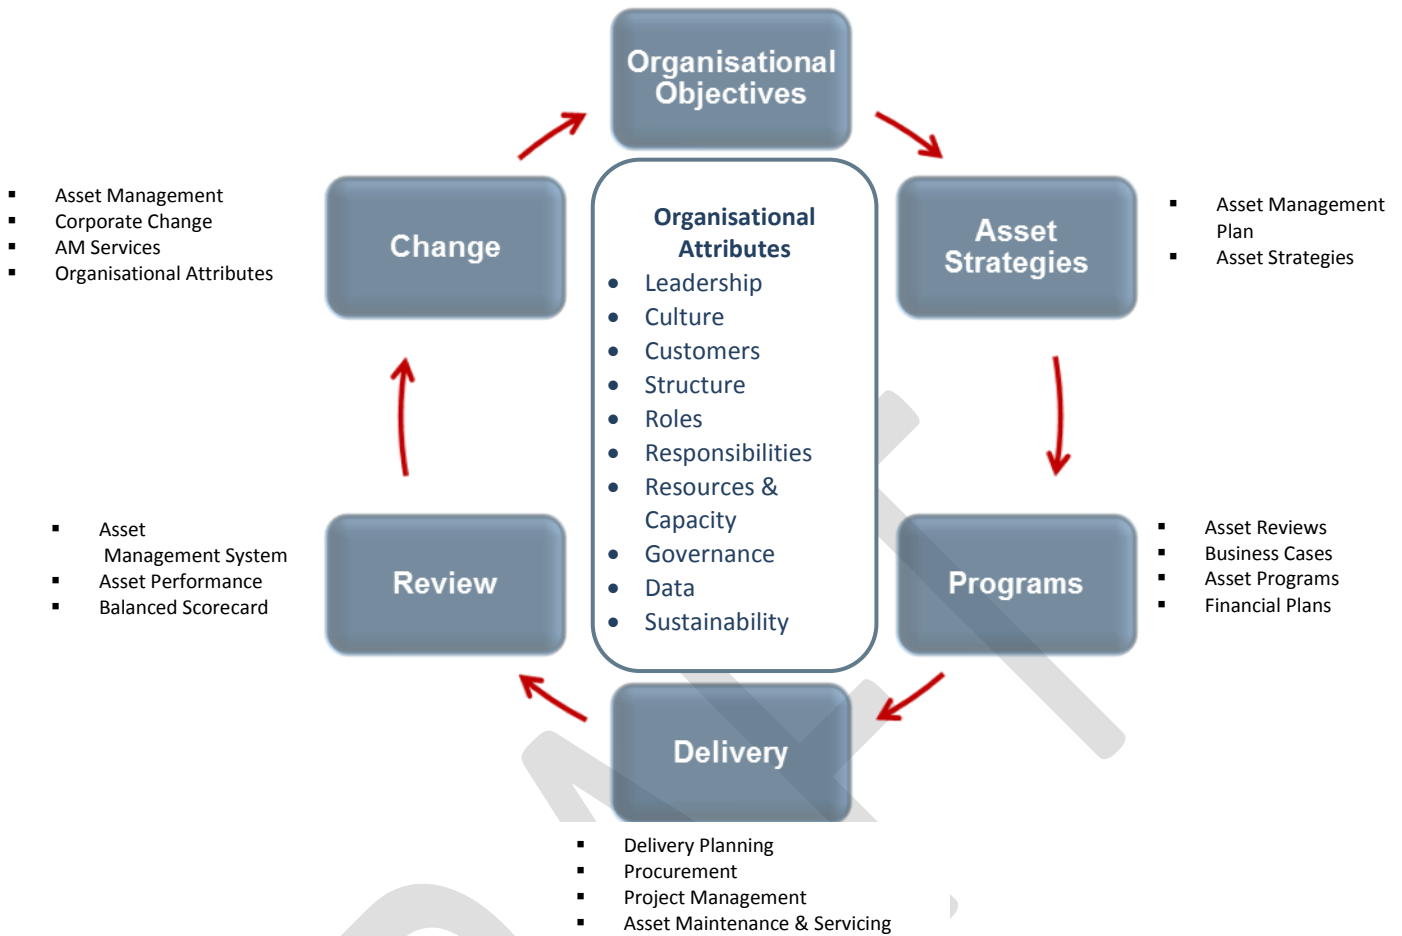 Organisational
Objectives
Asset
Strategies
▪ Asset Management
Plan
▪ Asset Strategies
Programs
▪ Asset Reviews
▪ Business Cases
▪ Asset Programs
▪ Financial Plans
Delivery
▪ Delivery Planning
▪ Procurement
▪ Project Management
▪ Asset Maintenance & Servicing
Review
▪ Asset
Management System
▪ Asset Performance
▪ Balanced Scorecard
Change
▪ Asset Management
▪ Corporate Change
▪ AM Services
▪ Organisational Attributes
Organisational
Attributes
• Leadership
• Culture
• Customers
• Structure
• Roles
• Responsibilities
• Resources &
Capacity
• Governance
• Data
• Sustainability